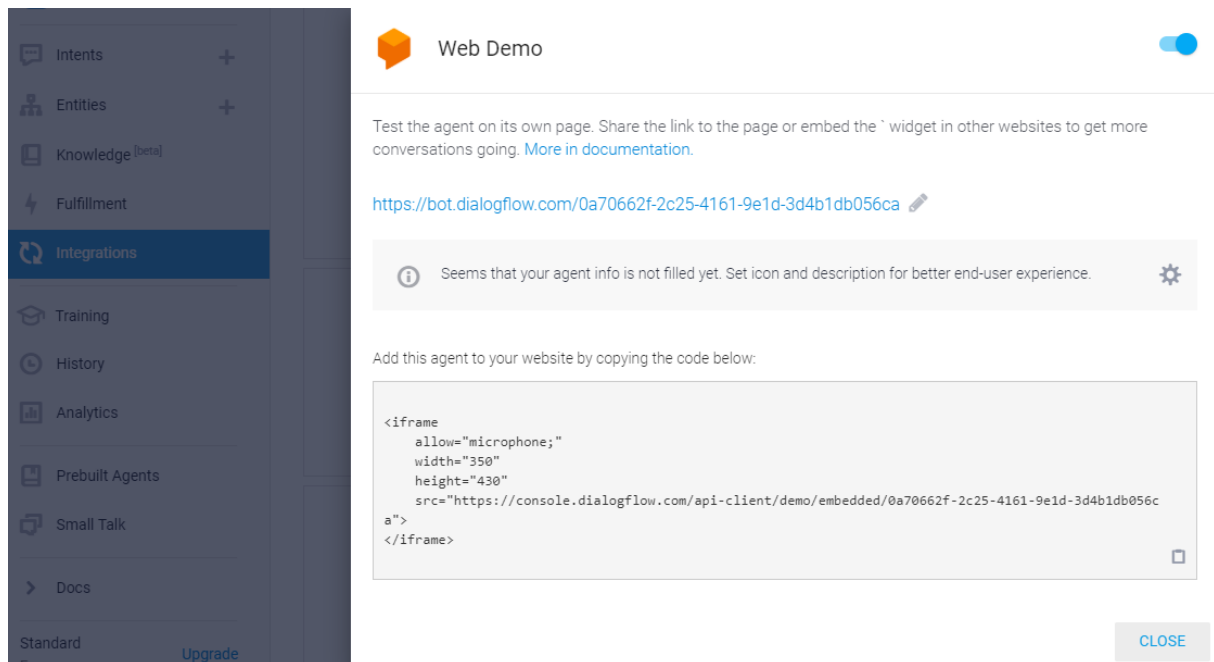 Intents
Entities
Knowledge [beta]
Fulfillment
Integrations
Training
History
Analytics
Prebuilt Agents
Small Talk
Docs
Standard
Upgrade
Web Demo
Test the agent on its own page. Share the link to the page or embed the ` widget in other websites to get more
conversations going. More in documentation.
https://bot.dialogflow.com/0a70662f-2c25-4161-9e1d-3d4b1db056ca
Seems that your agent info is not filled yet. Set icon and description for better end-user experience.
Add this agent to your website by copying the code below:
<iframe
    allow="microphone;"
    width="350"
    height="430"
    src="https://console.dialogflow.com/api-client/demo/embedded/0a70662f-2c25-4161-9e1d-3d4b1db056c
a">
</iframe>
CLOSE